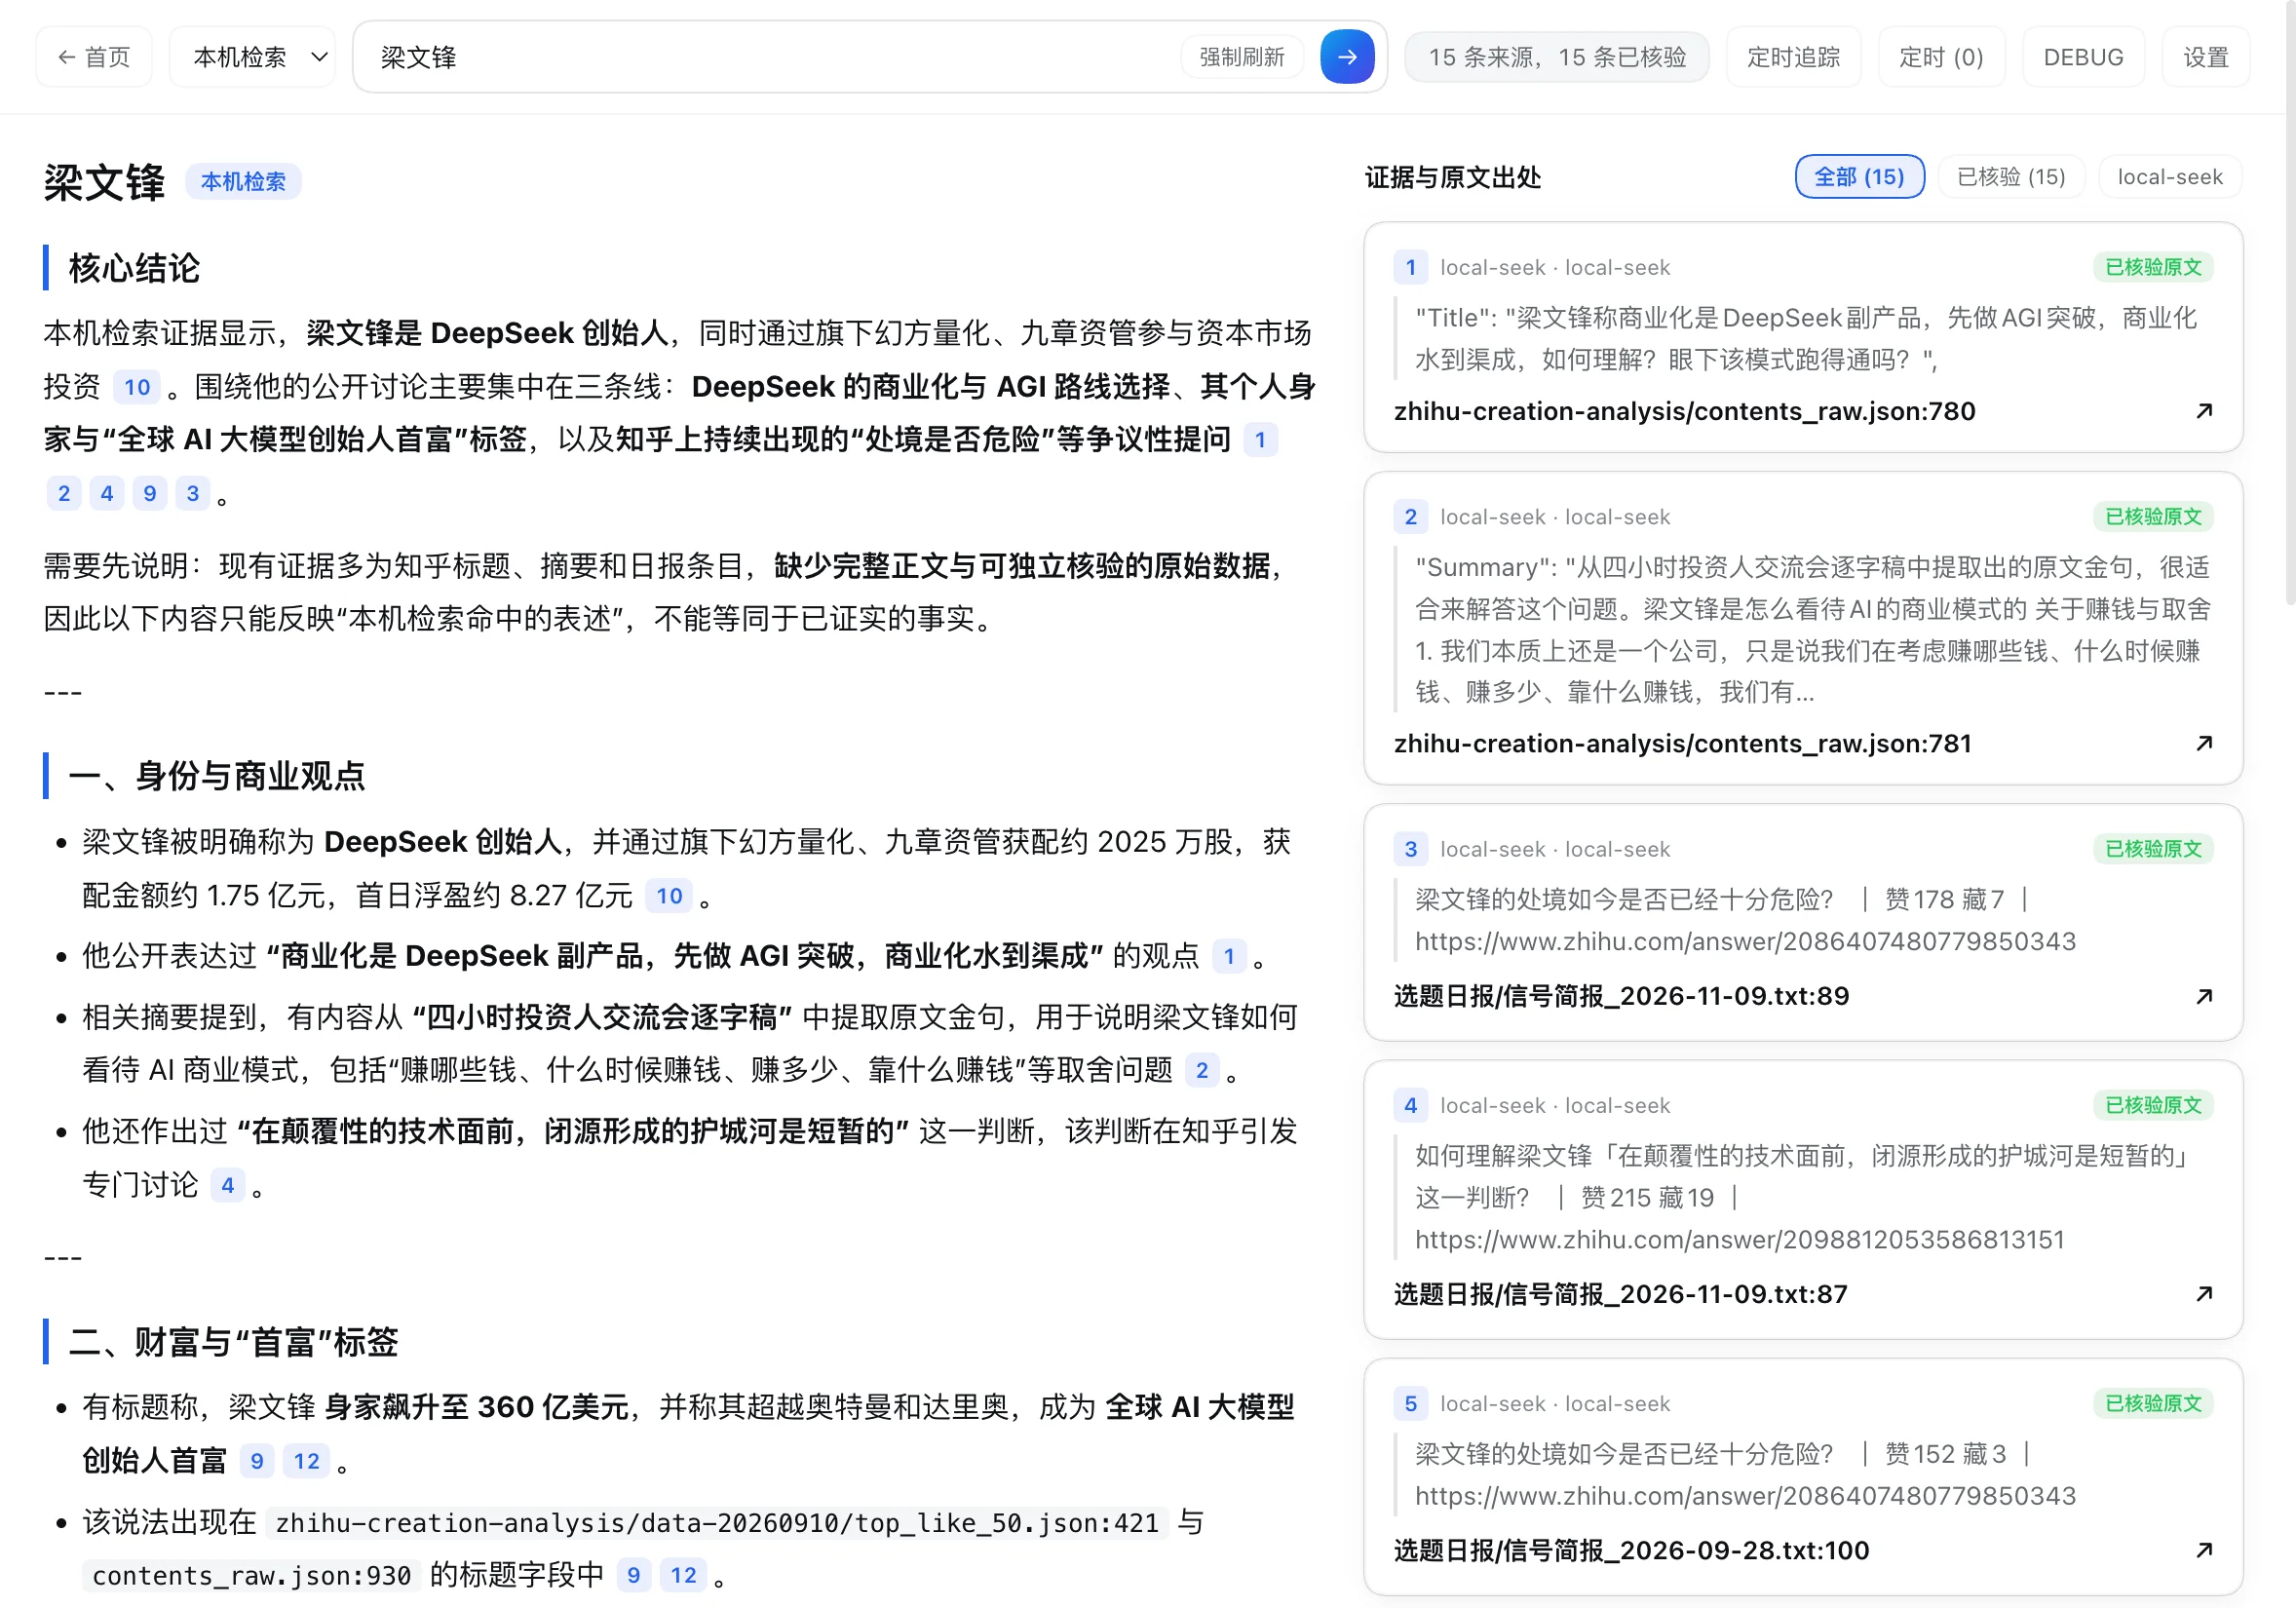 ← 首页
本机检索
梁文锋
强制刷新
→
15 条来源，15 条已核验
定时追踪
定时 (0)
DEBUG
设置
梁文锋
本机检索
核心结论
本机检索证据显示，梁文锋是 DeepSeek 创始人，同时通过旗下幻方量化、九章资管参与资本市场
投资 10 。围绕他的公开讨论主要集中在三条线：DeepSeek 的商业化与 AGI 路线选择、其个人身
家与“全球 AI 大模型创始人首富”标签，以及知乎上持续出现的“处境是否危险”等争议性提问 1
2 4 9 3 。
需要先说明：现有证据多为知乎标题、摘要和日报条目，缺少完整正文与可独立核验的原始数据，
因此以下内容只能反映“本机检索命中的表述”，不能等同于已证实的事实。
---
一、身份与商业观点
• 梁文锋被明确称为 DeepSeek 创始人，并通过旗下幻方量化、九章资管获配约 2025 万股，获
配金额约 1.75 亿元，首日浮盈约 8.27 亿元 10 。
• 他公开表达过 “商业化是 DeepSeek 副产品，先做 AGI 突破，商业化水到渠成” 的观点 1 。
• 相关摘要提到，有内容从 “四小时投资人交流会逐字稿” 中提取原文金句，用于说明梁文锋如何
看待 AI 商业模式，包括“赚哪些钱、什么时候赚钱、赚多少、靠什么赚钱”等取舍问题 2 。
• 他还作出过 “在颠覆性的技术面前，闭源形成的护城河是短暂的” 这一判断，该判断在知乎引发
专门讨论 4 。
---
二、财富与“首富”标签
• 有标题称，梁文锋 身家飙升至 360 亿美元，并称其超越奥特曼和达里奥，成为 全球 AI 大模型
创始人首富 9 12 。
• 该说法出现在 zhihu-creation-analysis/data-20260910/top_like_50.json:421 与
contents_raw.json:930 的标题字段中 9 12 。
证据与原文出处
全部 (15)
已核验 (15)
local-seek
1 local-seek · local-seek
已核验原文
"Title": "梁文锋称商业化是DeepSeek副产品，先做AGI突破，商业化
水到渠成，如何理解？眼下该模式跑得通吗？",
zhihu-creation-analysis/contents_raw.json:780
2 local-seek · local-seek
已核验原文
"Summary": "从四小时投资人交流会逐字稿中提取出的原文金句，很适
合来解答这个问题。梁文锋是怎么看待AI的商业模式的 关于赚钱与取舍
1. 我们本质上还是一个公司，只是说我们在考虑赚哪些钱、什么时候赚
钱、赚多少、靠什么赚钱，我们有...
zhihu-creation-analysis/contents_raw.json:781
3 local-seek · local-seek
已核验原文
梁文锋的处境如今是否已经十分危险？ | 赞178 藏7 |
https://www.zhihu.com/answer/2086407480779850343
选题日报/信号简报_2026-11-09.txt:89
4 local-seek · local-seek
已核验原文
如何理解梁文锋「在颠覆性的技术面前，闭源形成的护城河是短暂的」
这一判断？ | 赞215 藏19 |
https://www.zhihu.com/answer/2098812053586813151
选题日报/信号简报_2026-11-09.txt:87
5 local-seek · local-seek
已核验原文
梁文锋的处境如今是否已经十分危险？ | 赞152 藏3 |
https://www.zhihu.com/answer/2086407480779850343
选题日报/信号简报_2026-09-28.txt:100